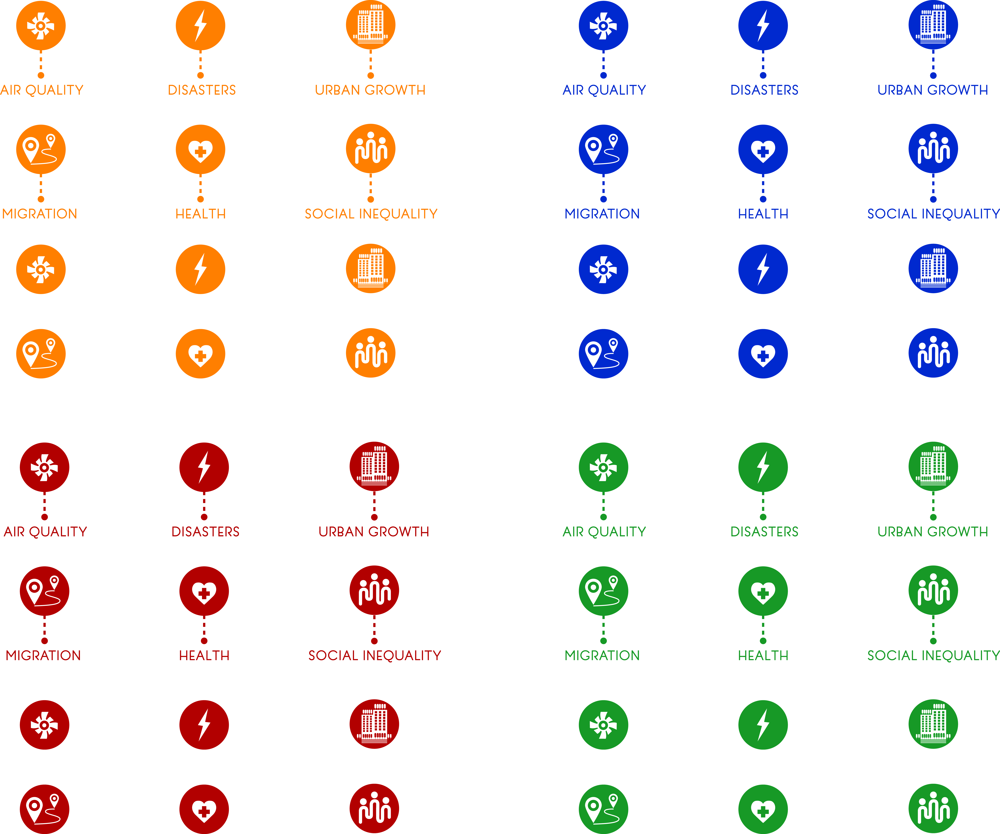 AIR QUALITY
DISASTERS
URBAN GROWTH
AIR QUALITY
DISASTERS
URBAN GROWTH
MIGRATION
HEALTH
SOCIAL INEQUALITY
MIGRATION
HEALTH
SOCIAL INEQUALITY
AIR QUALITY
DISASTERS
URBAN GROWTH
AIR QUALITY
DISASTERS
URBAN GROWTH
MIGRATION
HEALTH
SOCIAL INEQUALITY
MIGRATION
HEALTH
SOCIAL INEQUALITY